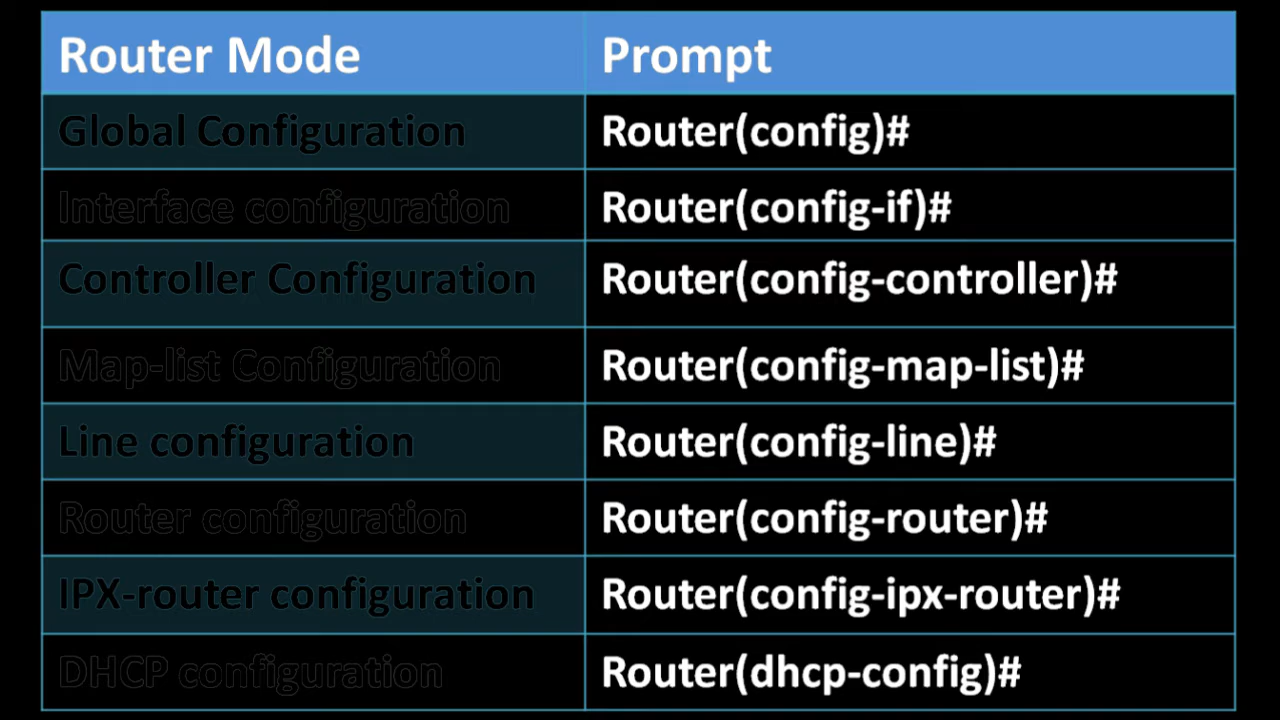 Router Mode Prompt
Global Configuration Router(config)#
Interface configuration Router(config-if)#
Controller Configuration Router(config-controller)#
Map-list Configuration Router(config-map-list)#
Line configuration Router(config-line)#
Router configuration Router(config-router)#
IPX-router configuration Router(config-ipx-router)#
DHCP configuration Router(dhcp-config)#